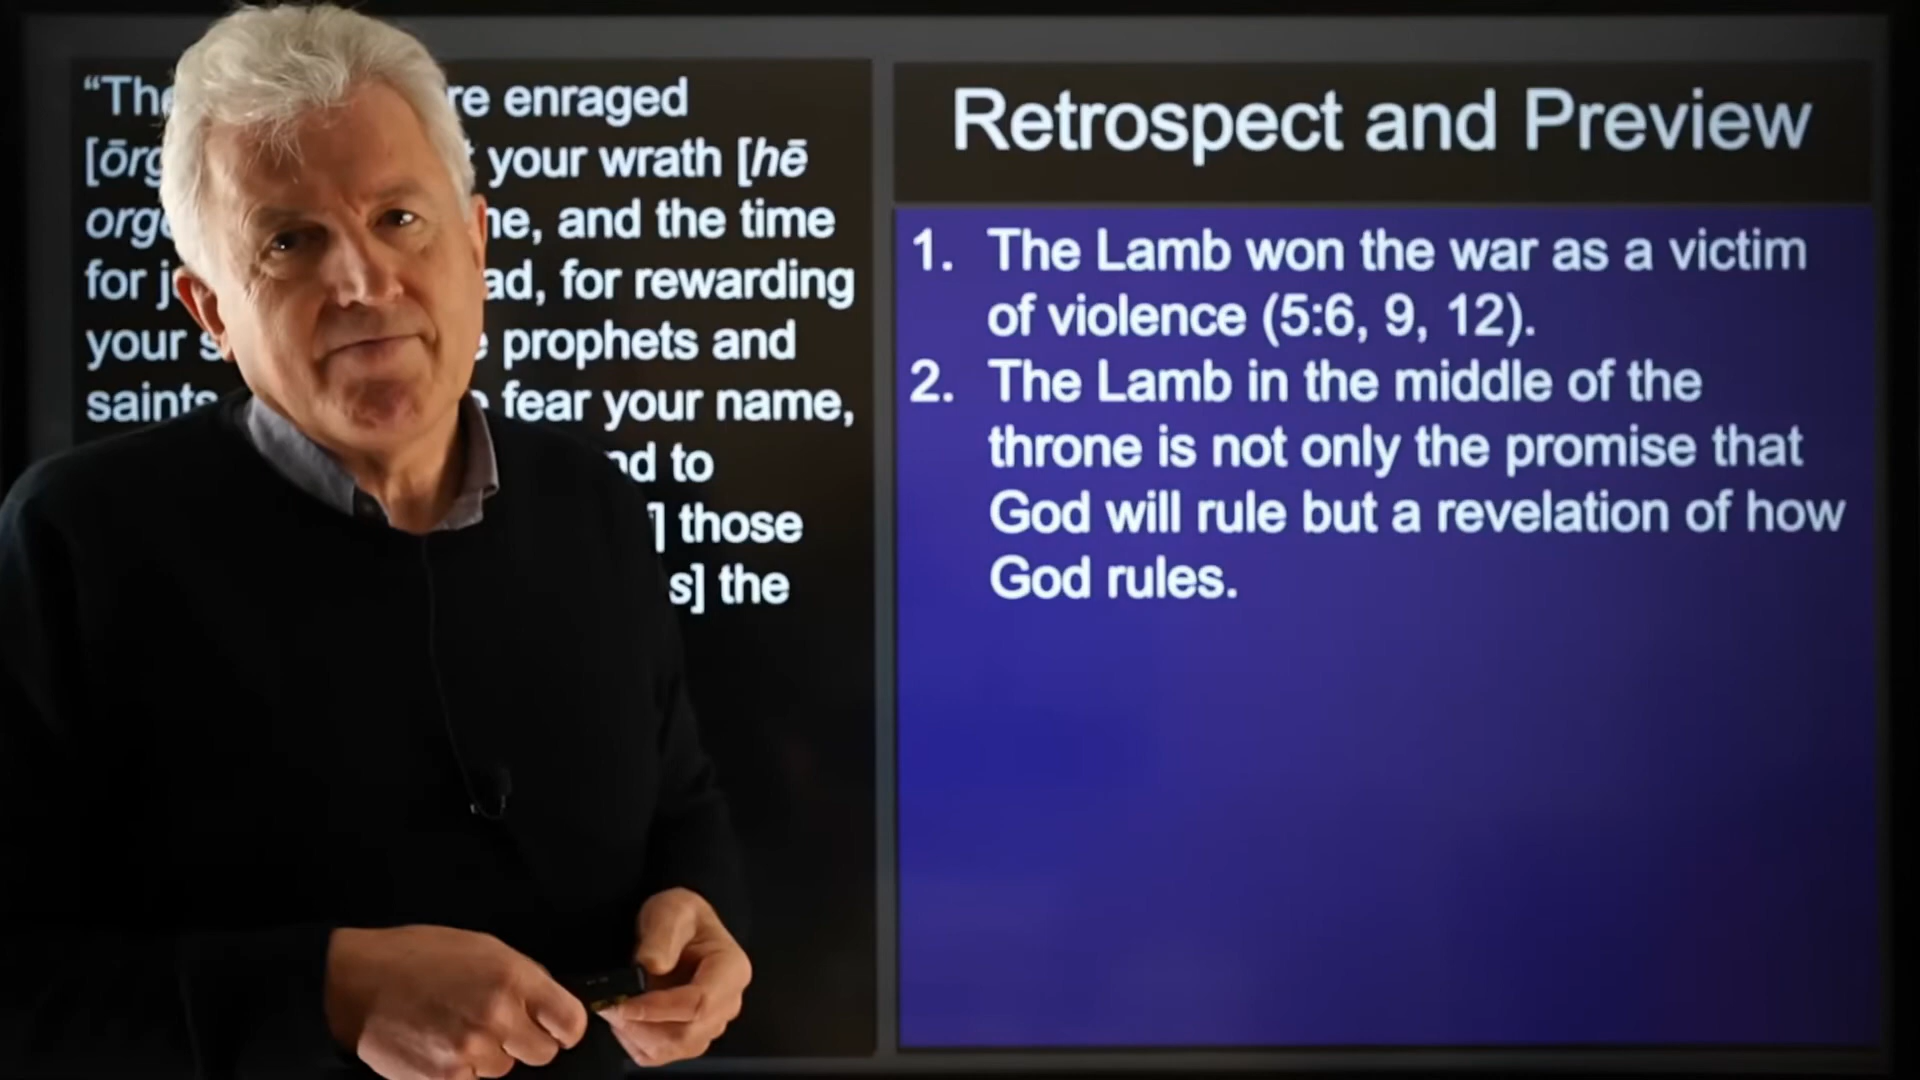 “The re enraged
[ōrg your wrath [hē
orge ne, and the time
for j ad, for rewarding
your s prophets and
saints fear your name,
nd to
] those
s] the
Retrospect and Preview
1. The Lamb won the war as a victim
of violence (5:6, 9, 12).
2. The Lamb in the middle of the
throne is not only the promise that
God will rule but a revelation of how
God rules.